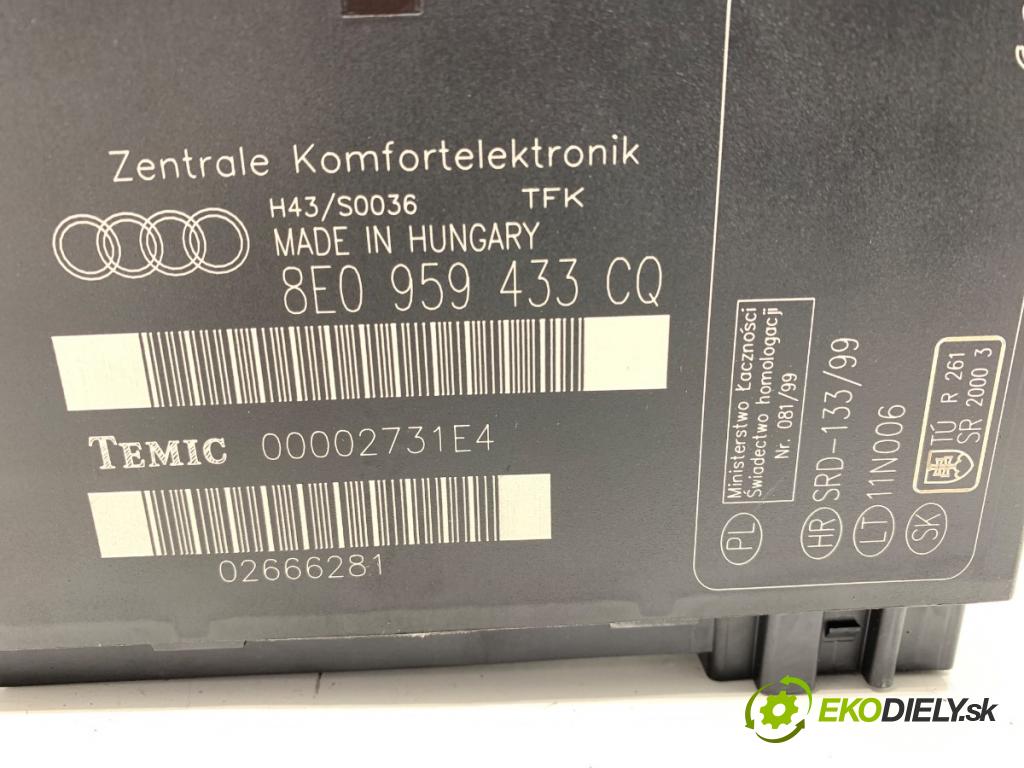 Zentrale Komfortelektronik
H43/S0036 TFK
MADE IN HUNGARY
8E0 959 433 CQ
TEMIC 00002731E4
02666281
PL
Ministerstwo Łączności
Świadectwo homologacji
Nr. 081/99
HR SRD-133/99
LT 11N006
SK
TÚ R 261
SR 2000 3
EKODIELY.sk